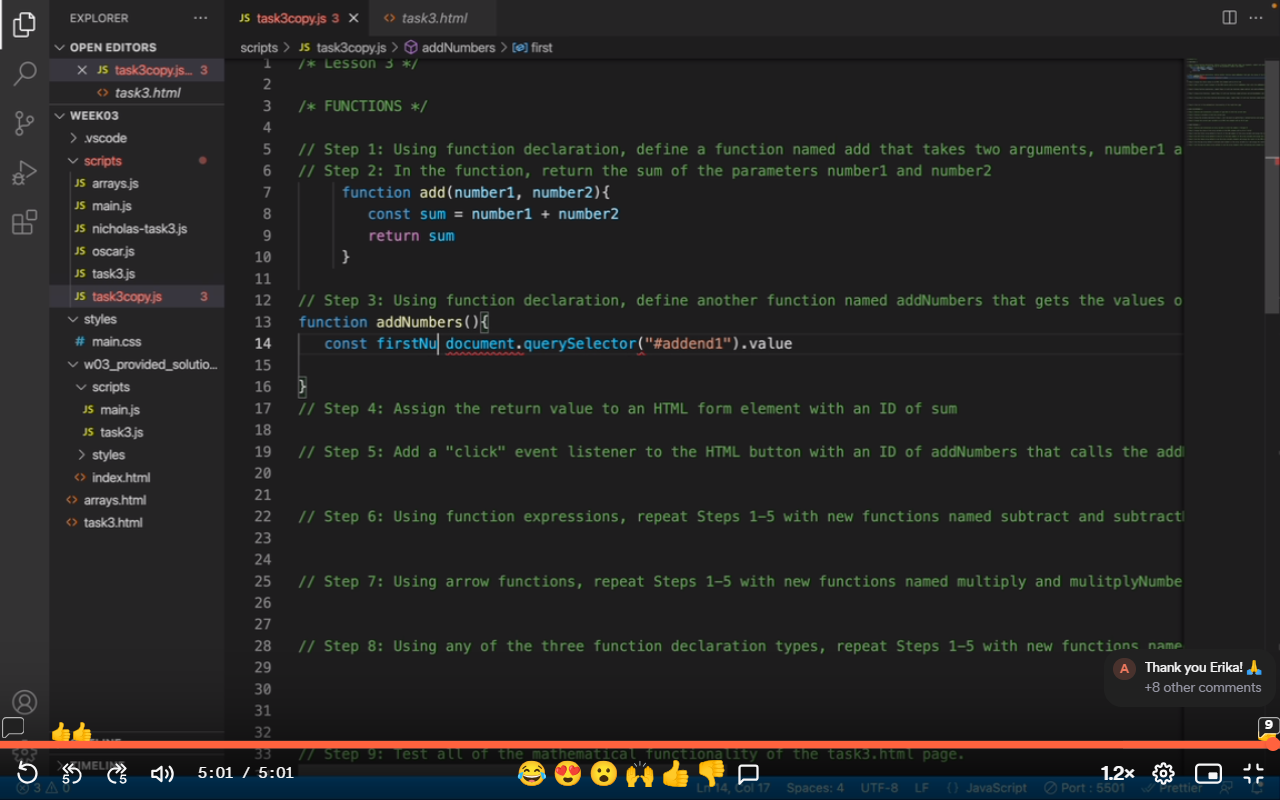 EXPLORER ...
JS task3copy.js 3 × <> task3.html
OPEN EDITORS
× JS task3copy.js... 3
<> task3.html
WEEK03
.vscode
scripts
JS arrays.js
JS main.js
JS nicholas-task3.js
JS oscar.js
JS task3.js
JS task3copy.js 3
styles
# main.css
w03_provided_solutio...
scripts
JS main.js
JS task3.js
styles
<> index.html
<> arrays.html
<> task3.html
TIMELINE
scripts > JS task3copy.js > addNumbers > first
1 /* Lesson 3 */
2
3 /* FUNCTIONS */
4
5 // Step 1: Using function declaration, define a function named add that takes two arguments, number1 a
6 // Step 2: In the function, return the sum of the parameters number1 and number2
7 function add(number1, number2){
8 const sum = number1 + number2
9 return sum
10 }
11
12 // Step 3: Using function declaration, define another function named addNumbers that gets the values o
13 function addNumbers(){
14 const firstNu document.querySelector("#addend1").value
15
16 }
17 // Step 4: Assign the return value to an HTML form element with an ID of sum
18
19 // Step 5: Add a "click" event listener to the HTML button with an ID of addNumbers that calls the add
20
21
22 // Step 6: Using function expressions, repeat Steps 1-5 with new functions named subtract and subtract
23
24
25 // Step 7: Using arrow functions, repeat Steps 1-5 with new functions named multiply and mulitplyNumbe
26
27
28 // Step 8: Using any of the three function declaration types, repeat Steps 1-5 with new functions name
29
30
31
32
33 // Step 9: Test all of the mathematical functionality of the task3.html page.
A Thank you Erika! 🙏
+8 other comments
9
👍👍
5 5 5:01 / 5:01 😂 😍 😮 🙌 👍 👎 1.2×
3 0 Ln 14, Col 17 Spaces: 4 UTF-8 LF {} JavaScript Port : 5501 Prettier